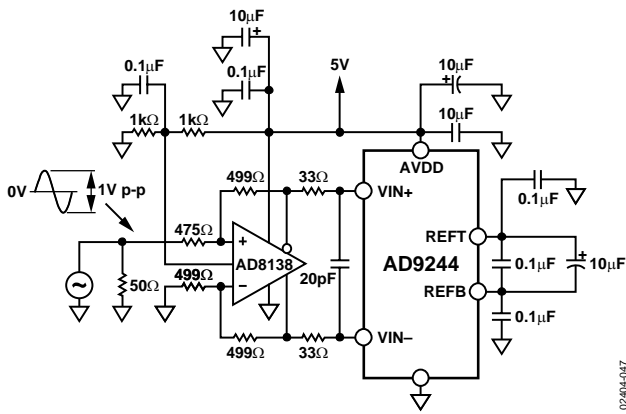 10µF
+
0.1µF
0.1µF
5V
10µF
+
10µF
1kΩ
1kΩ
AVDD
0V
1V p-p
499Ω
33Ω
VIN+
0.1µF
475Ω
+
AD8138
–
50Ω
499Ω
20pF
AD9244
REFT
REFB
0.1µF
+
10µF
0.1µF
499Ω
33Ω
VIN–
02404-047